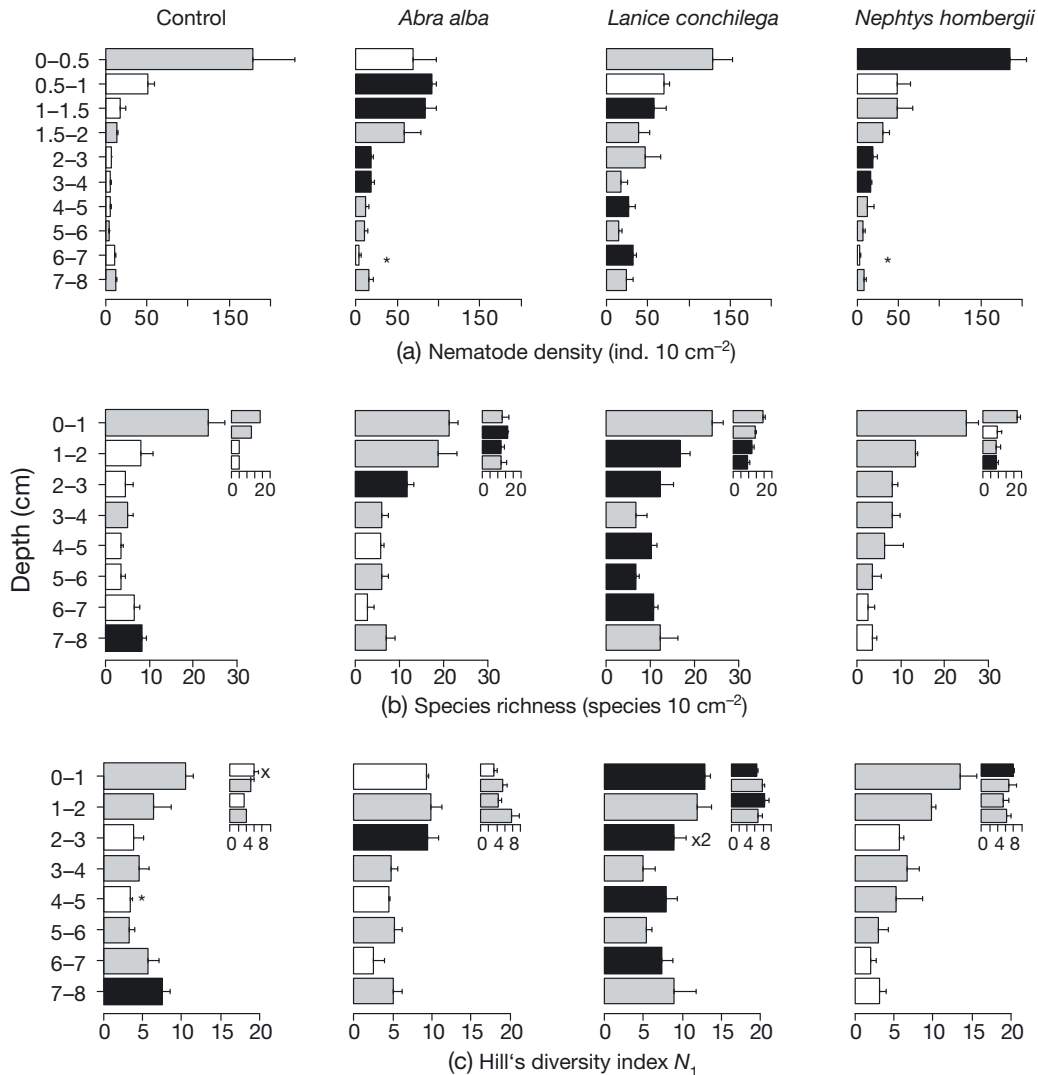 Control Abra alba Lanice conchilega Nephtys hombergii
0–0.5
0.5–1
1–1.5
1.5–2
2–3
3–4
4–5
5–6
6–7 * *
7–8
0 50 150 0 50 150 0 50 150 0 50 150
(a) Nematode density (ind. 10 cm–2)
Depth (cm)
0–1
1–2
2–3 0 20 0 20 0 20 0 20
3–4
4–5
5–6
6–7
7–8
0 10 20 30 0 10 20 30 0 10 20 30 0 10 20 30
(b) Species richness (species 10 cm–2)
0–1 x
1–2
2–3 0 4 8 0 4 8 x2 0 4 8 0 4 8
3–4
4–5 *
5–6
6–7
7–8
0 5 10 15 20 0 5 10 15 20 0 5 10 15 20 0 5 10 15 20
(c) Hill's diversity index N1